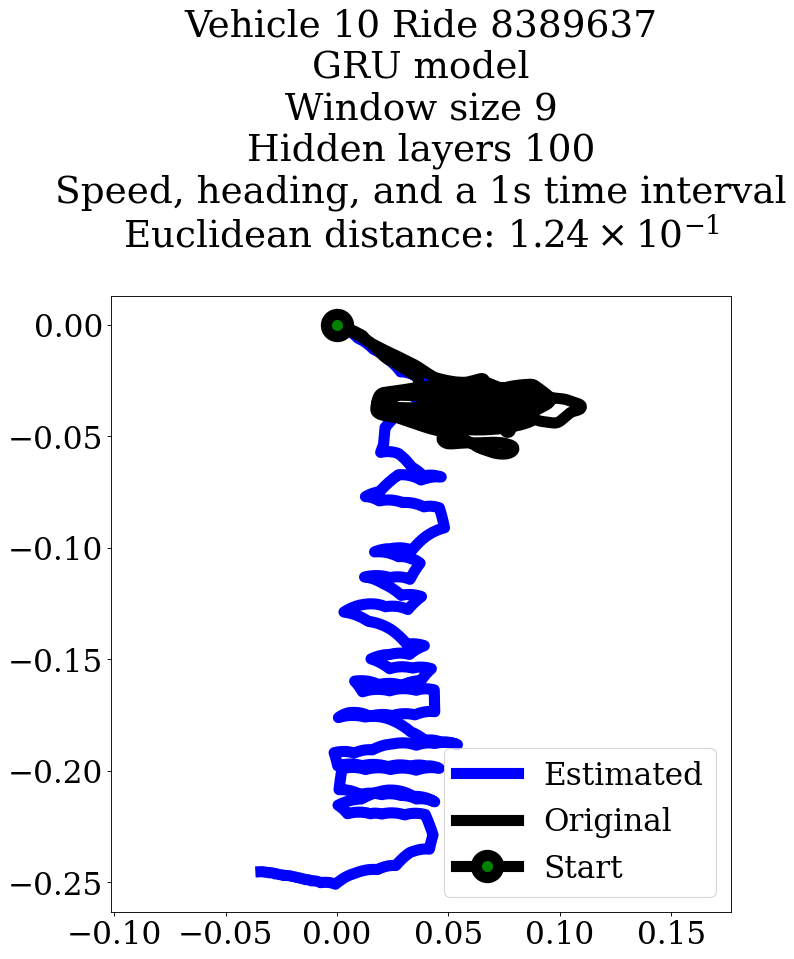 Vehicle 10 Ride 8389637
GRU model
Window size 9
Hidden layers 100
Speed, heading, and a 1s time interval
Euclidean distance: 1.24 × 10⁻¹
0.00
−0.05
−0.10
−0.15
−0.20
−0.25
Estimated
Original
Start
−0.10 −0.05 0.00 0.05 0.10 0.15